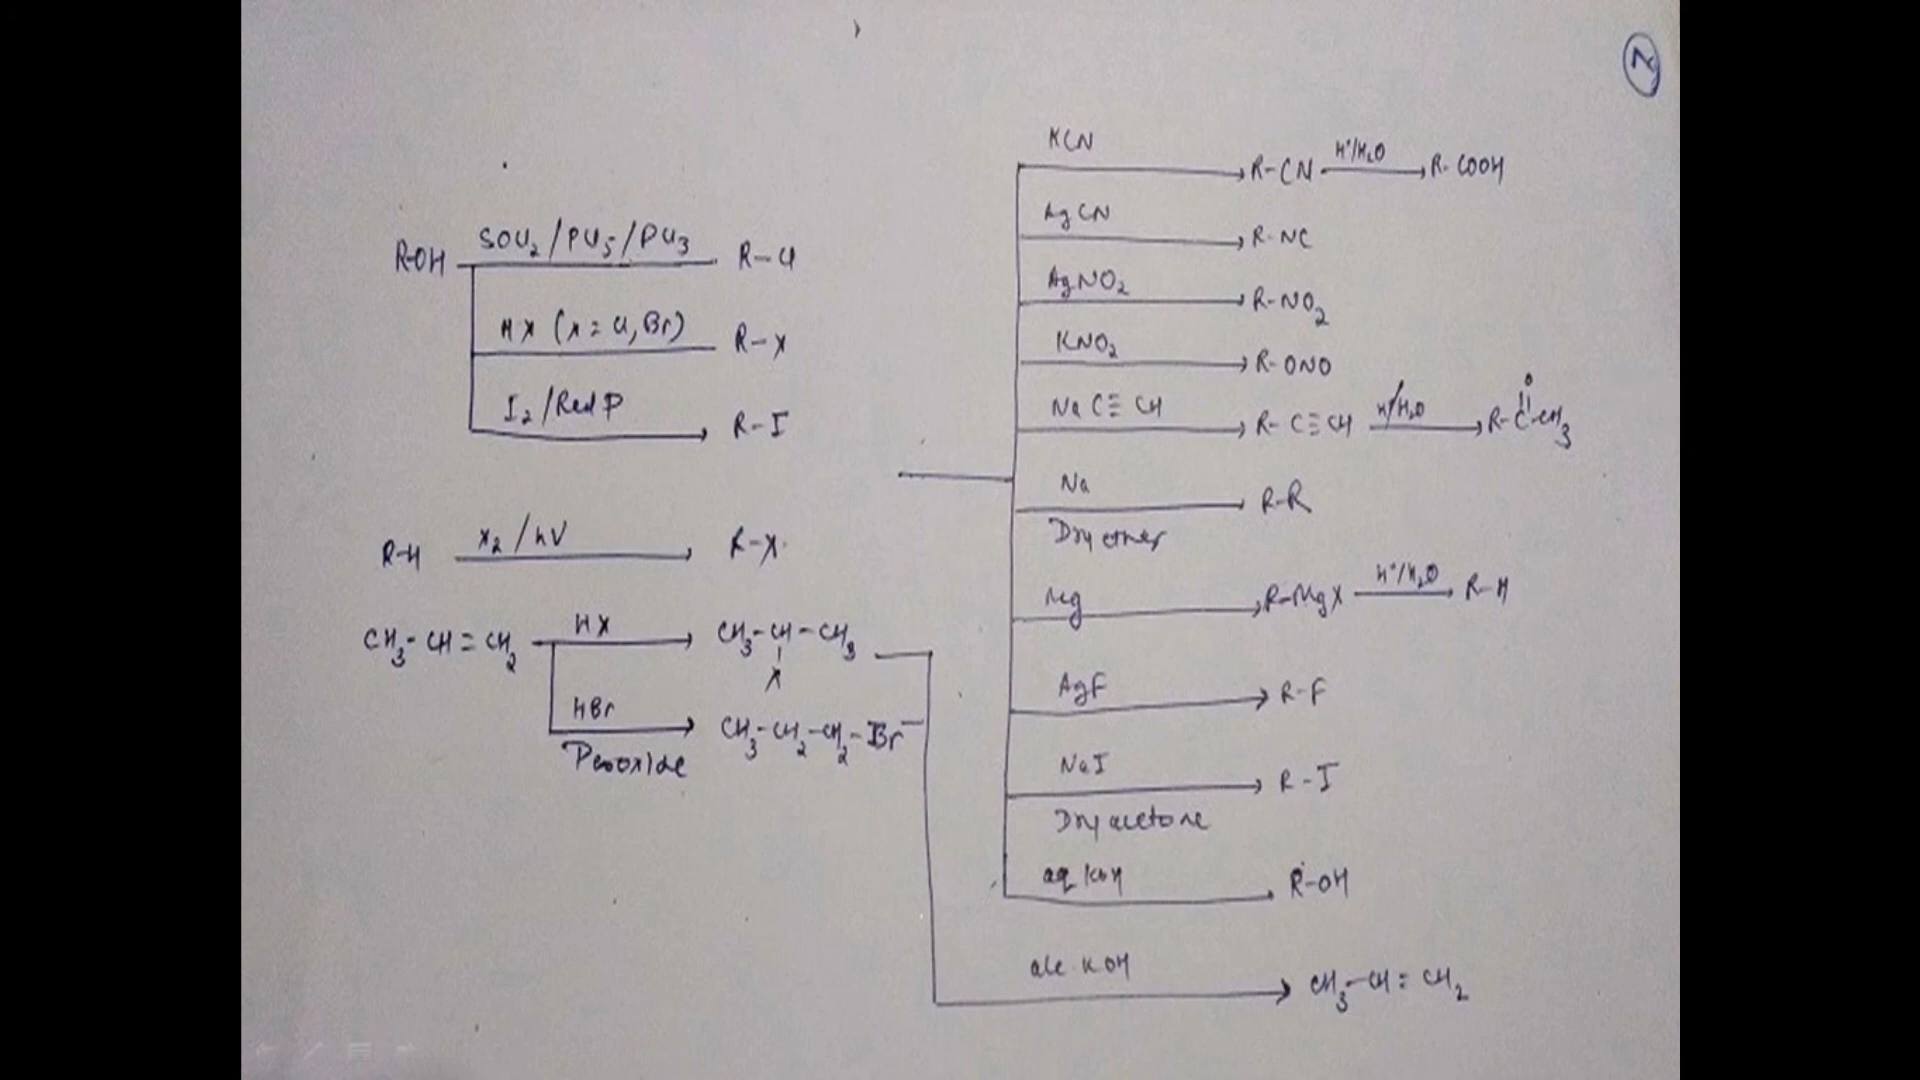 2
R-OH SOCl₂/PCl₅/PCl₃ R-Cl
HX (X = Cl, Br) R-X
I₂/Red P R-I
R-H X₂/hν R-X
CH₃-CH=CH₂ HX CH₃-CH-CH₃
X
HBr CH₃-CH₂-CH₂-Br
Peroxide
KCN R-CN H⁺/H₂O R-COOH
AgCN R-NC
AgNO₂ R-NO₂
KNO₂ R-ONO
O
NaC≡CH R-C≡CH H⁺/H₂O R-C-CH₃
Na R-R
Dry ether
Mg R-MgX H⁺/H₂O R-H
AgF R-F
NaI R-I
Dry acetone
aq KOH R-OH
alc. KOH CH₃-CH=CH₂